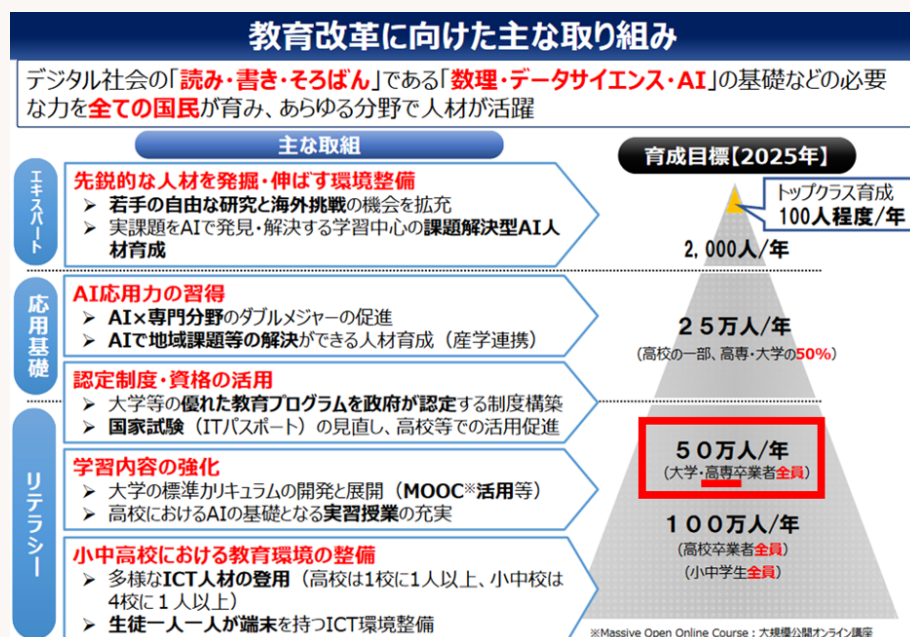 教育改革に向けた主な取り組み
デジタル社会の「読み・書き・そろばん」である「数理・データサイエンス・AI」の基礎などの必要
な力を全ての国民が育み、あらゆる分野で人材が活躍
主な取組
育成目標【2025年】
エキスパート
先鋭的な人材を発掘・伸ばす環境整備
➢ 若手の自由な研究と海外挑戦の機会を拡充
➢ 実課題をAIで発見・解決する学習中心の課題解決型AI人
材育成
トップクラス育成
100人程度/年
2,000人/年
応用基礎
AI応用力の習得
➢ AI×専門分野のダブルメジャーの促進
➢ AIで地域課題等の解決ができる人材育成（産学連携）
25万人/年
(高校の一部、高専・大学の50%)
認定制度・資格の活用
➢ 大学等の優れた教育プログラムを政府が認定する制度構築
➢ 国家試験（ITパスポート）の見直し、高校等での活用促進
リテラシー
学習内容の強化
➢ 大学の標準カリキュラムの開発と展開（MOOC※活用等）
➢ 高校におけるAIの基礎となる実習授業の充実
50万人/年
(大学・高専卒業者全員)
小中高校における教育環境の整備
➢ 多様なICT人材の登用（高校は1校に1人以上、小中校は
4校に1人以上）
➢ 生徒一人一人が端末を持つICT環境整備
100万人/年
(高校卒業者全員)
(小中学生全員)
※Massive Open Online Course：大規模公開オンライン講座